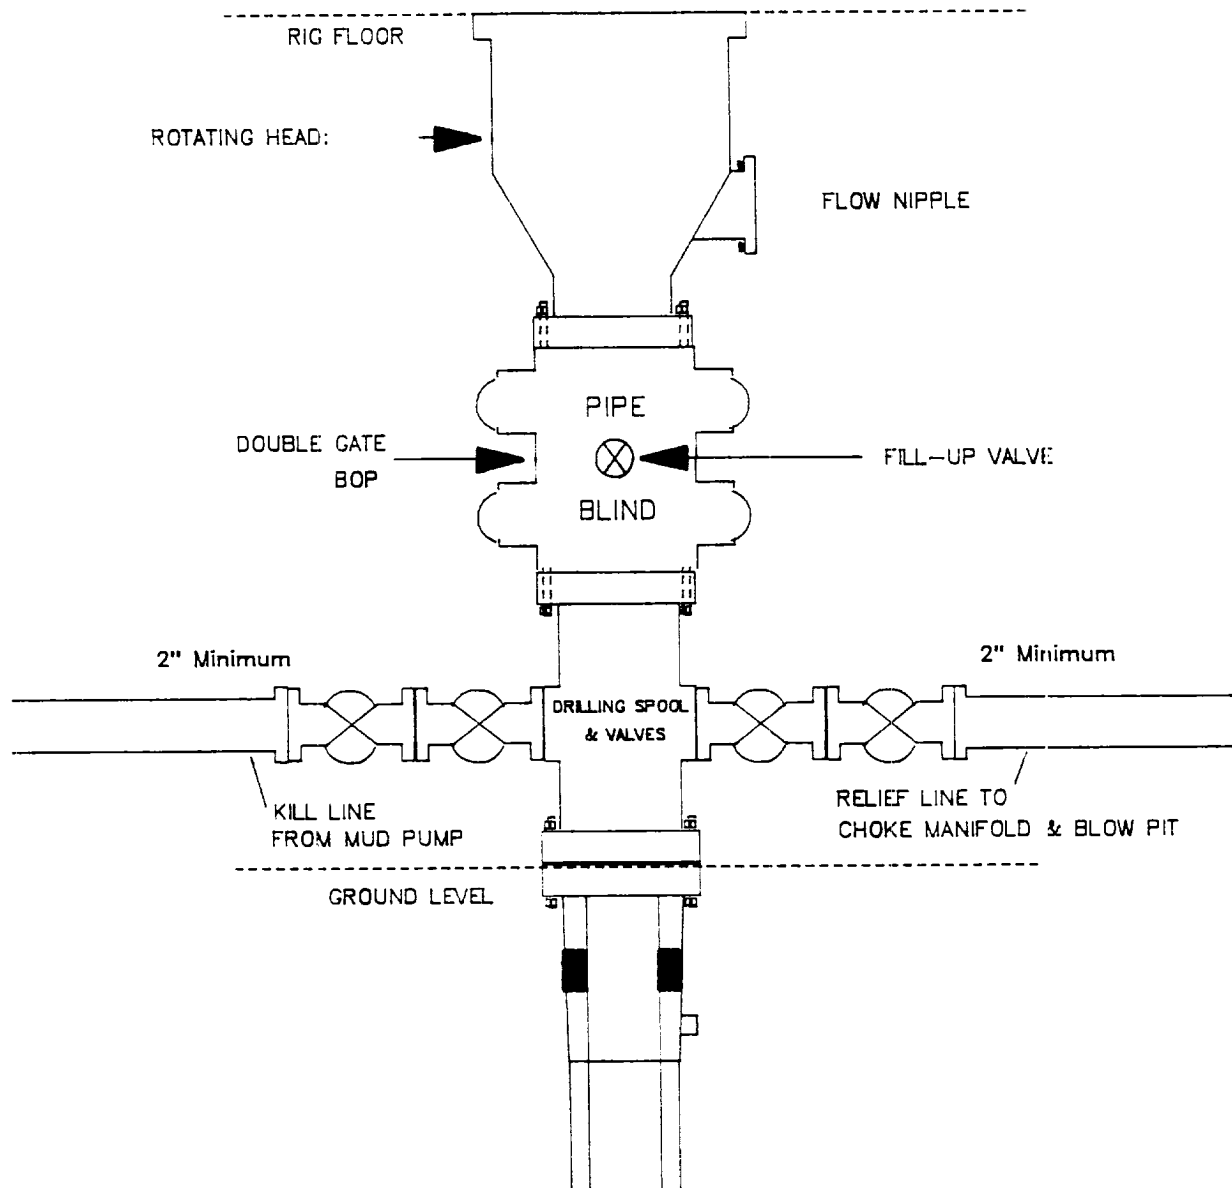 RIG FLOOR
ROTATING HEAD:
FLOW NIPPLE
PIPE
DOUBLE GATE
BOP
FILL-UP VALVE
BLIND
2" Minimum
2" Minimum
DRILLING SPOOL
& VALVES
KILL LINE
FROM MUD PUMP
RELIEF LINE TO
CHOKE MANIFOLD & BLOW PIT
GROUND LEVEL